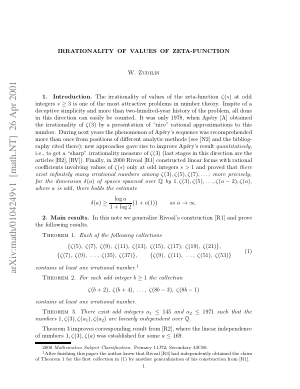 IRRATIONALITY OF VALUES OF ZETA-FUNCTION
W. Zudilin
1. Introduction. The irrationality of values of the zeta-function ζ(s) at odd
integers s ≥ 3 is one of the most attractive problems in number theory. Inspite of a
deceptive simplicity and more than two-hundred-year history of the problem, all done
in this direction can easily be counted. It was only 1978, when Apéry [A] obtained
the irrationality of ζ(3) by a presentation of "nice" rational approximations to this
number. During next years the phenomenon of Apéry's sequence was recomprehended
more than once from positions of different analytic methods (see [N2] and the bibliog-
raphy cited there); new approaches gave rise to improve Apéry's result quantitatively,
i.e., to get a "sharp" irrationality measure of ζ(3) (last stages in this direction are the
articles [H2], [RV]). Finally, in 2000 Rivoal [R1] constructed linear forms with rational
coefficients involving values of ζ(s) only at odd integers s > 1 and proved that there
exist infinitely many irrational numbers among ζ(3), ζ(5), ζ(7), . . . ; more precisely,
for the dimension δ(a) of spaces spanned over ℚ by 1, ζ(3), ζ(5), . . . , ζ(a − 2), ζ(a),
where a is odd, there holds the estimate
δ(a) ≥ log a / (1 + log 2) (1 + o(1)) as a → ∞.
2. Main results. In this note we generalize Rivoal's construction [R1] and prove
the following results.
Theorem 1. Each of the following collections
{ζ(5), ζ(7), ζ(9), ζ(11), ζ(13), ζ(15), ζ(17), ζ(19), ζ(21)},
{ζ(7), ζ(9), . . . , ζ(35), ζ(37)}, {ζ(9), ζ(11), . . . , ζ(51), ζ(53)} (1)
contains at least one irrational number.¹
Theorem 2. For each odd integer b ≥ 1 the collection
ζ(b + 2), ζ(b + 4), . . . , ζ(8b − 3), ζ(8b − 1)
contains at least one irrational number.
Theorem 3. There exist odd integers a₁ ≤ 145 and a₂ ≤ 1971 such that the
numbers 1, ζ(3), ζ(a₁), ζ(a₂) are linearly independent over ℚ.
Theorem 3 improves corresponding result from [R2], where the linear independence
of numbers 1, ζ(3), ζ(a) was established for some a ≤ 169.
2000 Mathematics Subject Classification. Primary 11J72, Secondary 33C60.
¹After finishing this paper the author knew that Rivoal [R3] had independently obtained the claim
of Theorem 1 for the first collection in (1) by another generalization of his construction from [R1].
1
arXiv:math/0104249v1 [math.NT] 26 Apr 2001